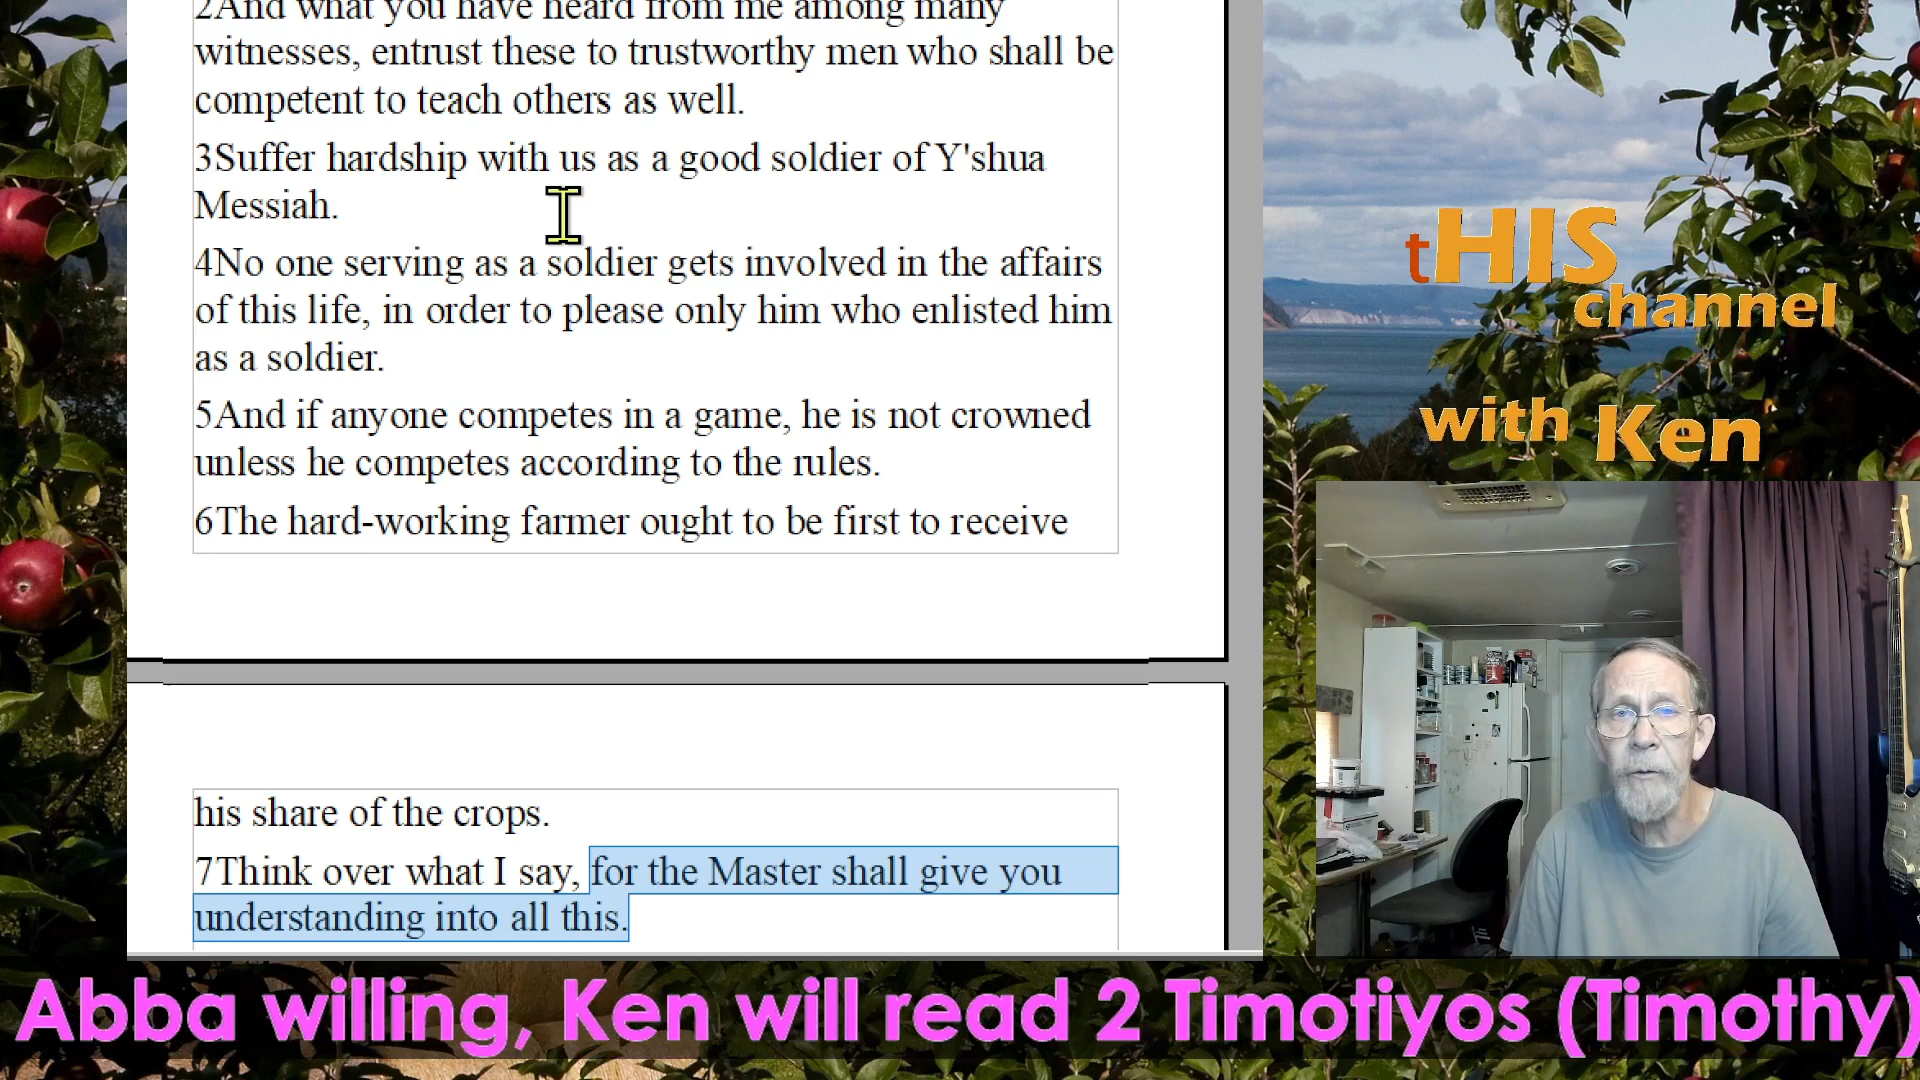 2And what you have heard from me among many
witnesses, entrust these to trustworthy men who shall be
competent to teach others as well.
3Suffer hardship with us as a good soldier of Y'shua
Messiah.
4No one serving as a soldier gets involved in the affairs
of this life, in order to please only him who enlisted him
as a soldier.
5And if anyone competes in a game, he is not crowned
unless he competes according to the rules.
6The hard-working farmer ought to be first to receive
his share of the crops.
7Think over what I say, for the Master shall give you
understanding into all this.
tHIS
channel
with Ken
Abba willing, Ken will read 2 Timotiyos (Timothy)